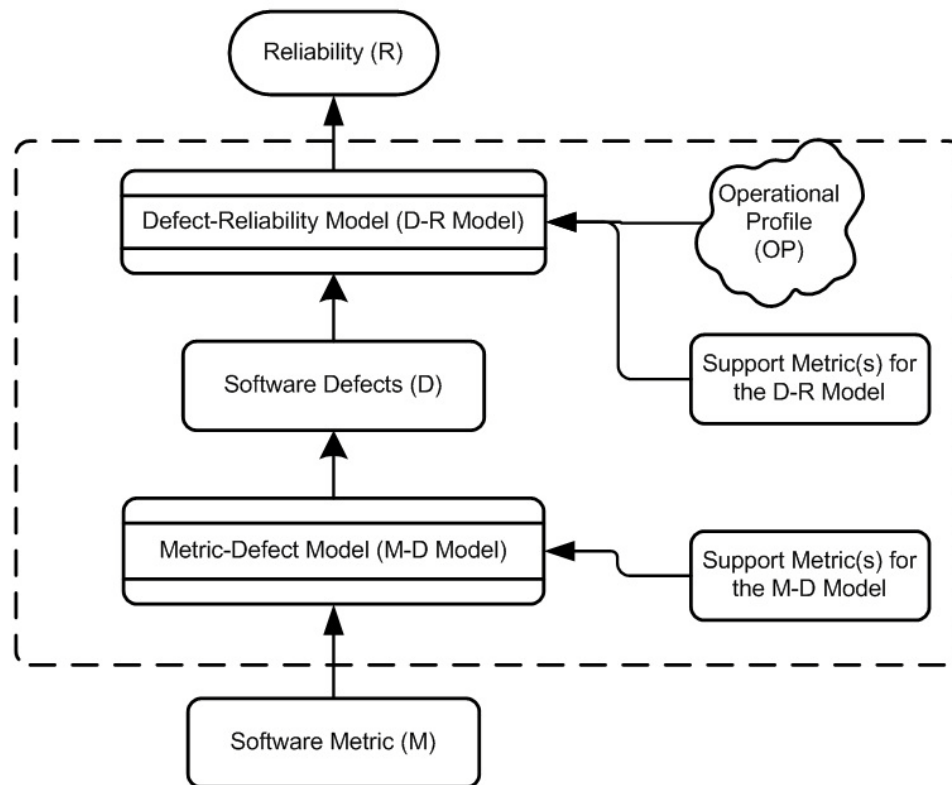 Reliability (R)
Defect-Reliability Model (D-R Model)
Operational
Profile
(OP)
Software Defects (D)
Support Metric(s) for
the D-R Model
Metric-Defect Model (M-D Model)
Support Metric(s) for
the M-D Model
Software Metric (M)